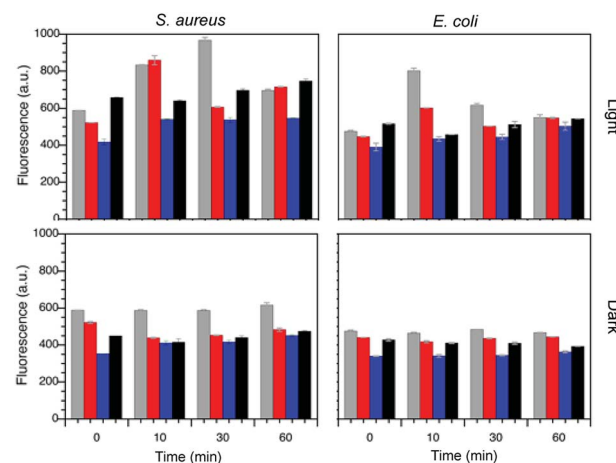 S. aureus E. coli
Fluorescence (a.u.)
1000
800
600
400
200
0
Light
Fluorescence (a.u.)
1000
800
600
400
200
0
Dark
0 10 30 60 0 10 30 60
Time (min) Time (min)